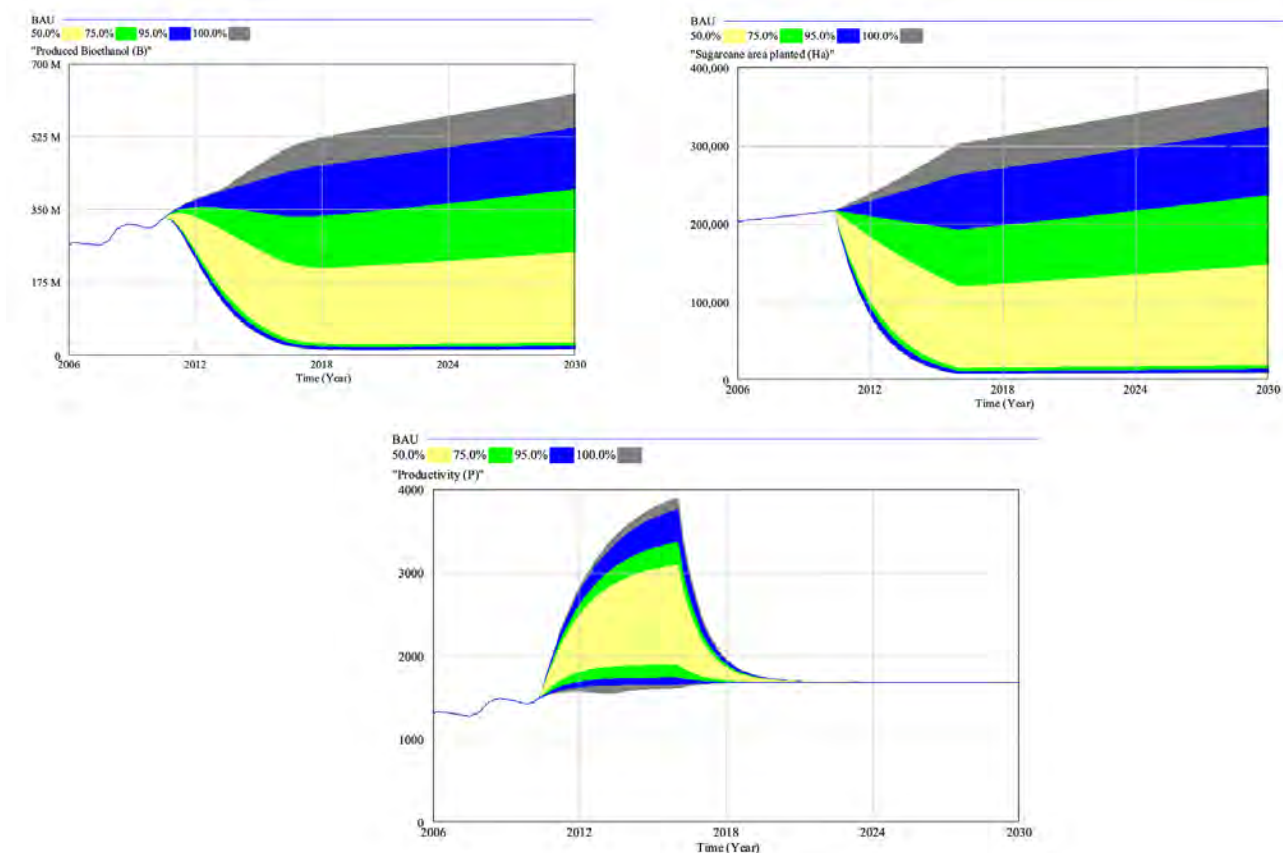 BAU
50.0% 75.0% 95.0% 100.0%
"Produced Bioethanol (B)"
700 M
525 M
350 M
175 M
0
2006 2012 2018 2024 2030
Time (Year)
BAU
50.0% 75.0% 95.0% 100.0%
"Sugarcane area planted (Ha)"
400,000
300,000
200,000
100,000
0
2006 2012 2018 2024 2030
Time (Year)
BAU
50.0% 75.0% 95.0% 100.0%
"Productivity (P)"
4000
3000
2000
1000
0
2006 2012 2018 2024 2030
Time (Year)